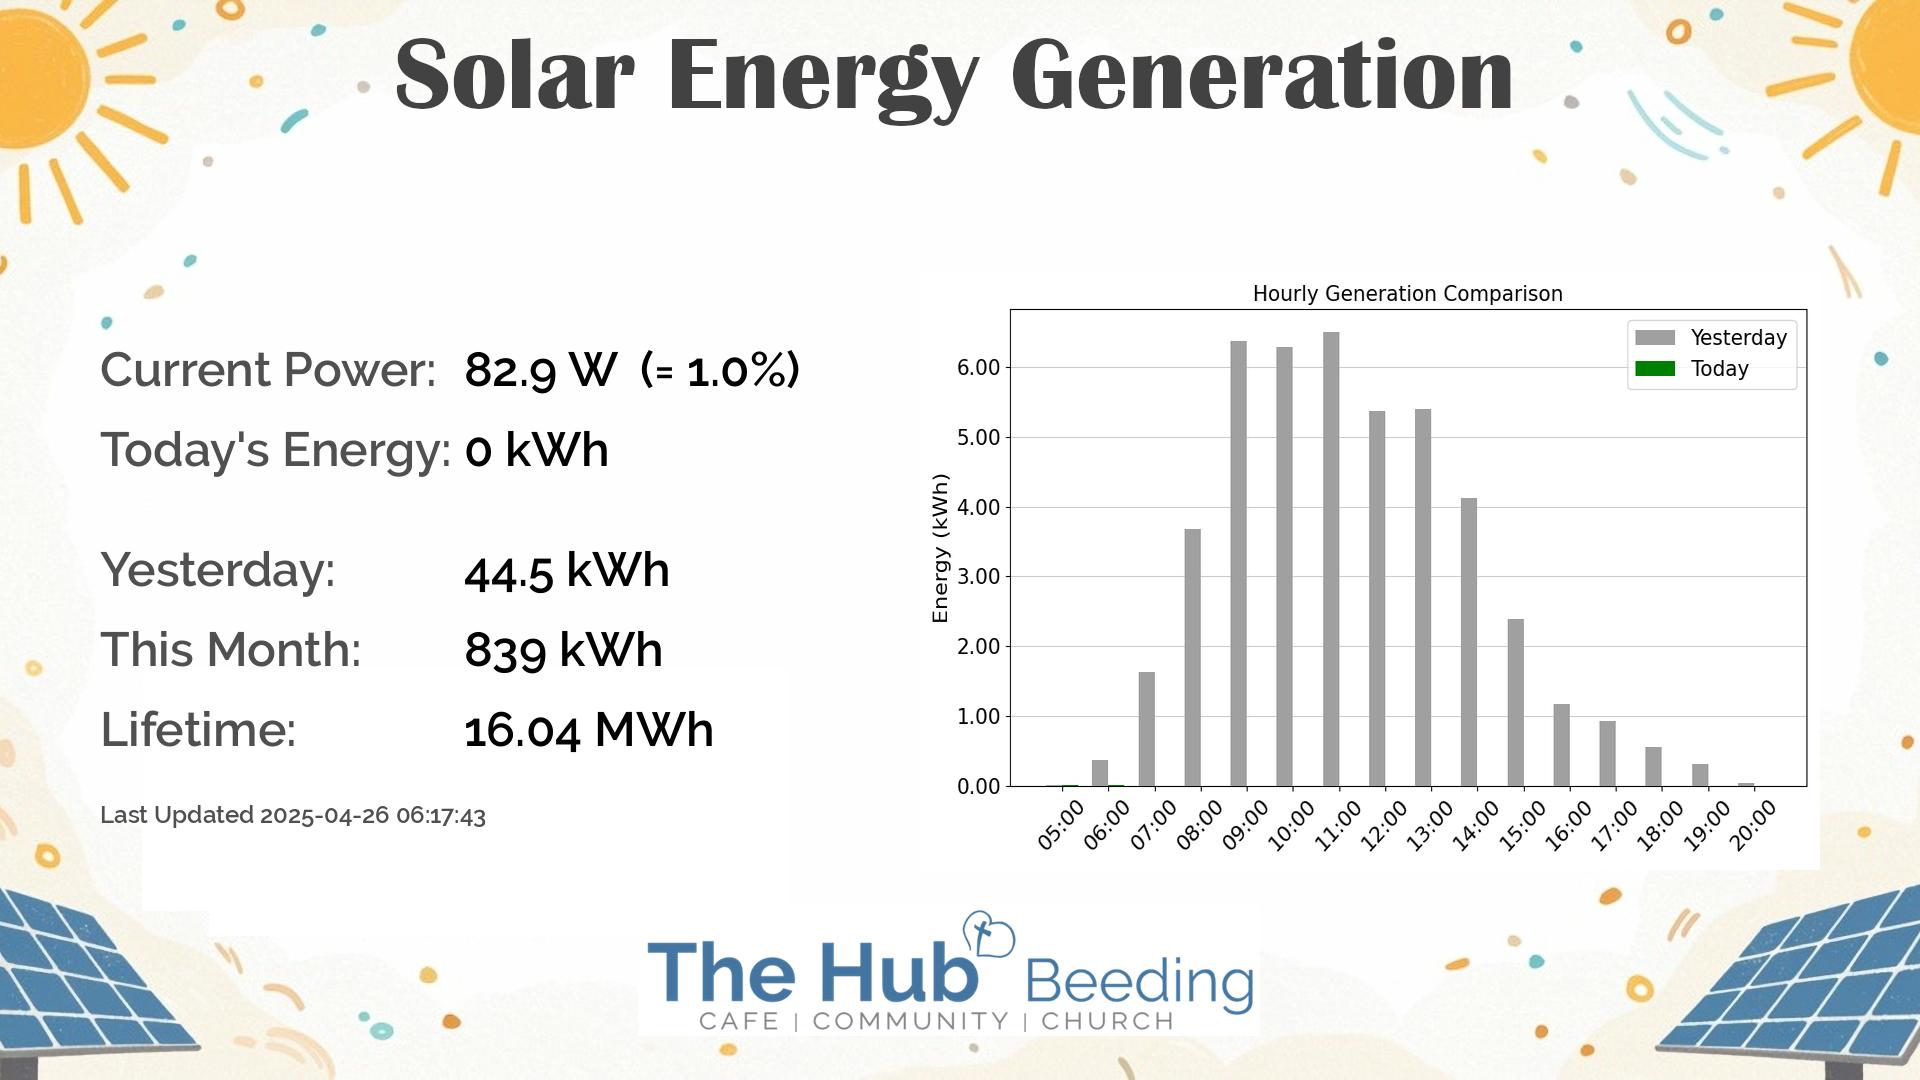 Solar Energy Generation
Current Power: 82.9 W (= 1.0%)
Today's Energy: 0 kWh
Yesterday: 44.5 kWh
This Month: 839 kWh
Lifetime: 16.04 MWh
Last Updated 2025-04-26 06:17:43
Hourly Generation Comparison
Yesterday
Today
Energy (kWh)
6.00
5.00
4.00
3.00
2.00
1.00
0.00
05:00 06:00 07:00 08:00 09:00 10:00 11:00 12:00 13:00 14:00 15:00 16:00 17:00 18:00 19:00 20:00
The Hub Beeding
CAFE | COMMUNITY | CHURCH